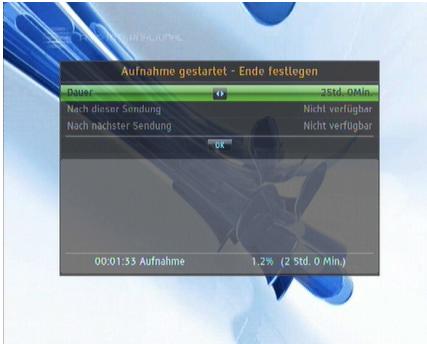 Aufnahme gestartet - Ende festlegen
Dauer 2Std. 0Min.
Nach dieser Sendung Nicht verfügbar
Nach nächster Sendung Nicht verfügbar
OK
00:01:33 Aufnahme 1.2% (2 Std. 0 Min.)